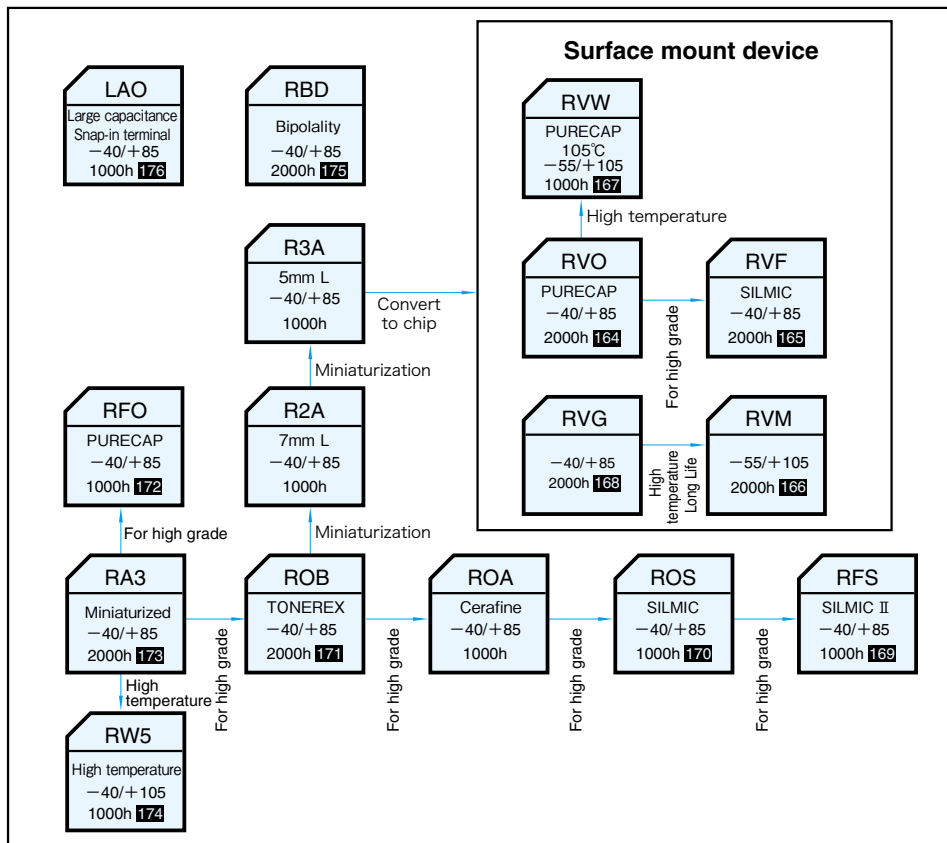 Surface mount device
LAO
Large capacitance
Snap-in terminal
−40/+85
1000h 176
RBD
Bipolality
−40/+85
2000h 175
RVW
PURECAP
105℃
−55/+105
1000h 167
High temperature
R3A
5mm L
−40/+85
1000h
Convert
to chip
RVO
PURECAP
−40/+85
2000h 164
For high grade
RVF
SILMIC
−40/+85
2000h 165
Miniaturization
RFO
PURECAP
−40/+85
1000h 172
R2A
7mm L
−40/+85
1000h
RVG
−40/+85
2000h 168
High
temperature
Long Life
RVM
−55/+105
2000h 166
For high grade
Miniaturization
RA3
Miniaturized
−40/+85
2000h 173
For high grade
ROB
TONEREX
−40/+85
2000h 171
For high grade
ROA
Cerafine
−40/+85
1000h
For high grade
ROS
SILMIC
−40/+85
1000h 170
For high grade
RFS
SILMIC II
−40/+85
1000h 169
High
temperature
RW5
High temperature
−40/+105
1000h 174